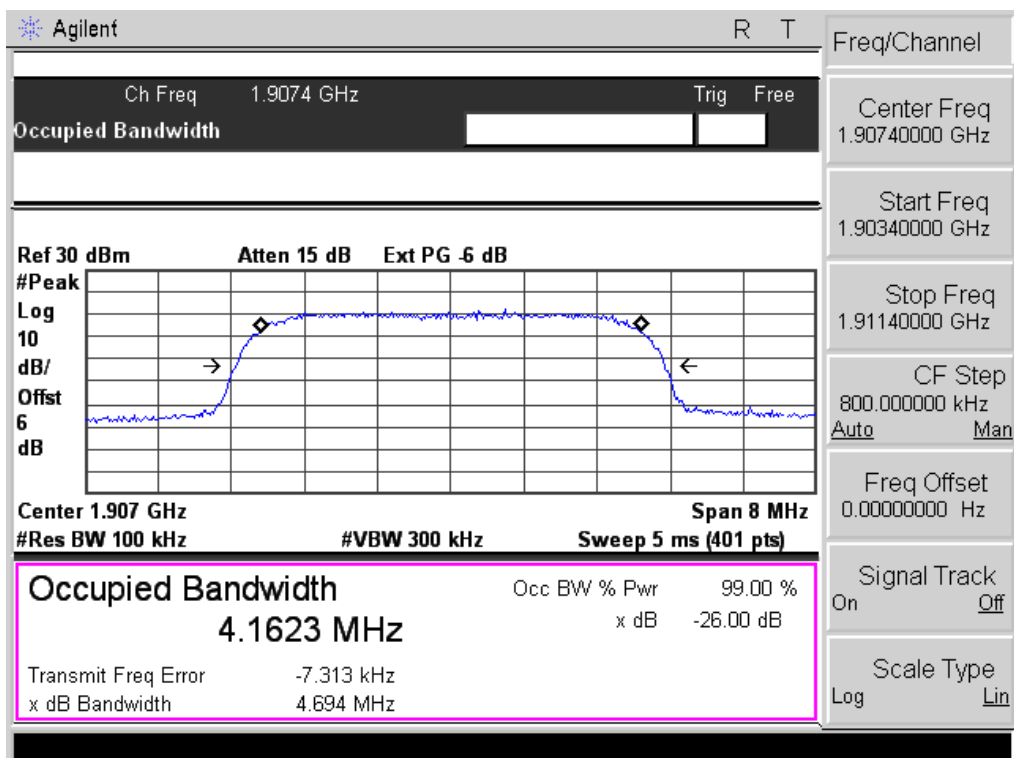 Agilent R T
Ch Freq 1.9074 GHz Trig Free
Occupied Bandwidth
Ref 30 dBm Atten 15 dB Ext PG -6 dB
#Peak
Log
10
dB/
Offst
6
dB
Center 1.907 GHz Span 8 MHz
#Res BW 100 kHz #VBW 300 kHz Sweep 5 ms (401 pts)
Occupied Bandwidth Occ BW % Pwr 99.00 %
4.1623 MHz x dB -26.00 dB
Transmit Freq Error -7.313 kHz
x dB Bandwidth 4.694 MHz
Freq/Channel
Center Freq
1.90740000 GHz
Start Freq
1.90340000 GHz
Stop Freq
1.91140000 GHz
CF Step
800.000000 kHz
Auto Man
Freq Offset
0.00000000 Hz
Signal Track
On Off
Scale Type
Log Lin